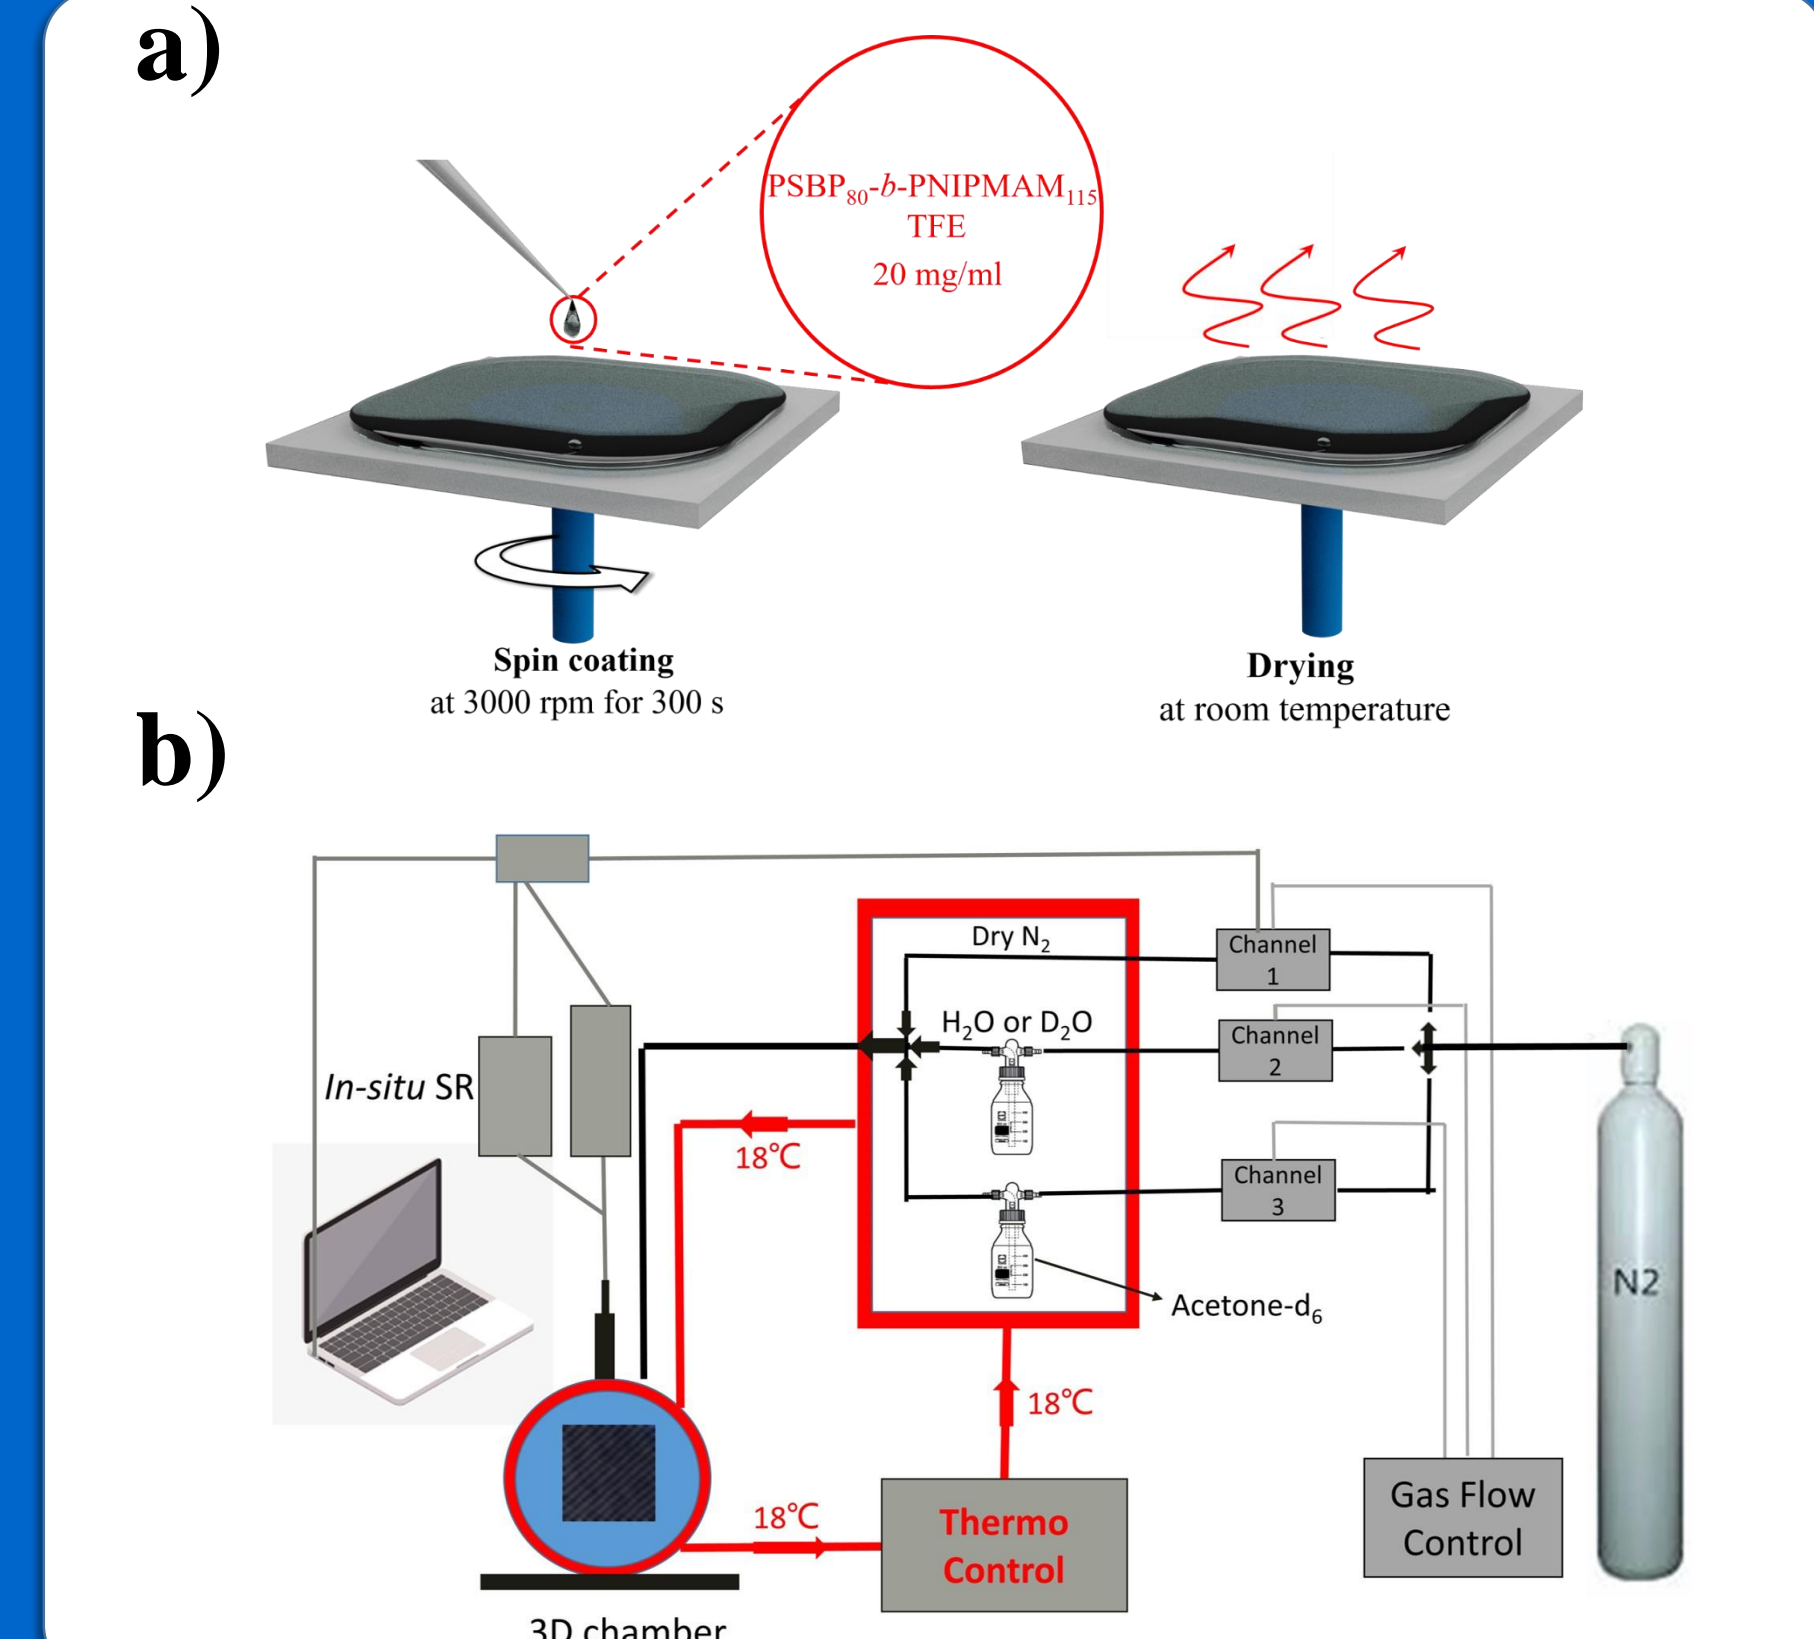 a)
PSBP80-b-PNIPMAM115
TFE
20 mg/ml
Spin coating
at 3000 rpm for 300 s
Drying
at room temperature
b)
Dry N2
Channel
1
H2O or D2O
Channel
2
In-situ SR
18℃
Channel
3
N2
Acetone-d6
18℃
18℃
Thermo
Control
Gas Flow
Control
3D chamber